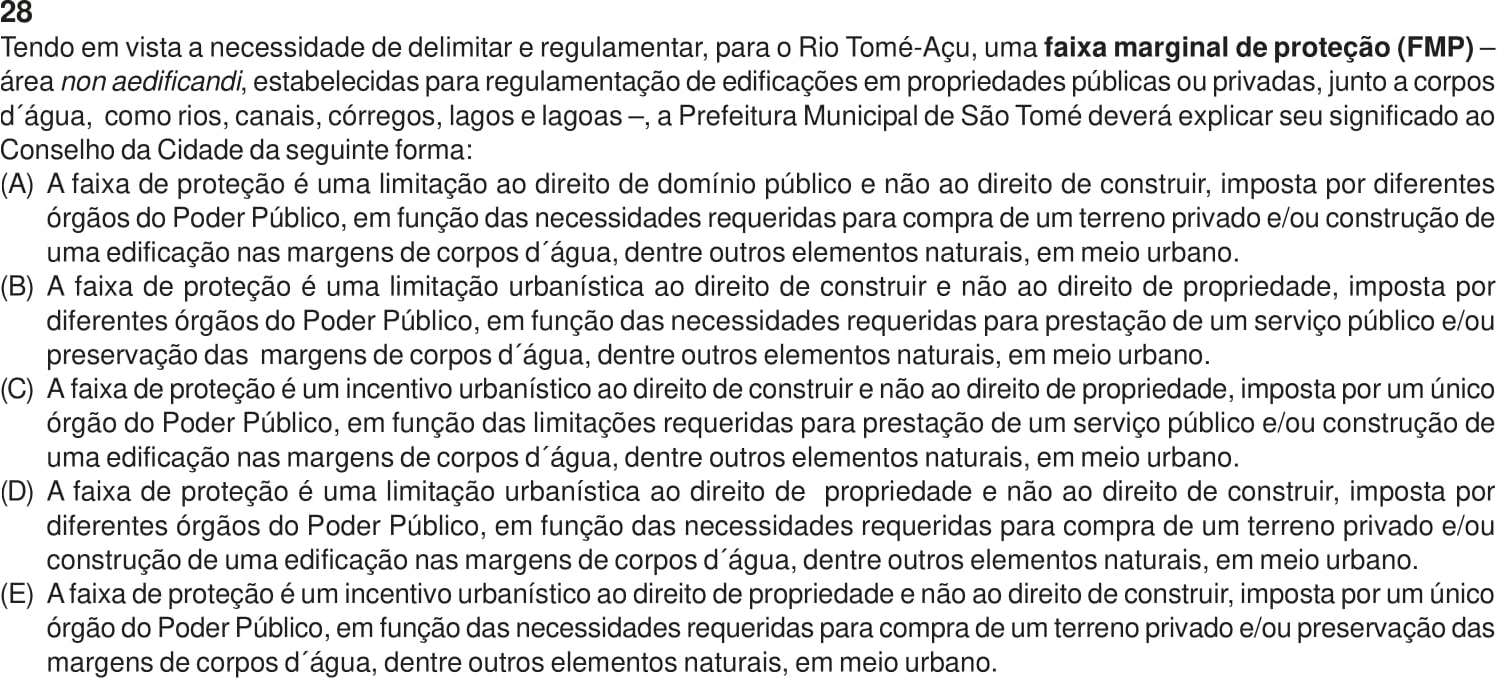 28
Tendo em vista a necessidade de delimitar e regulamentar, para o Rio Tomé-Açu, uma faixa marginal de proteção (FMP) –
área non aedificandi, estabelecidas para regulamentação de edificações em propriedades públicas ou privadas, junto a corpos
d´água, como rios, canais, córregos, lagos e lagoas –, a Prefeitura Municipal de São Tomé deverá explicar seu significado ao
Conselho da Cidade da seguinte forma:
(A) A faixa de proteção é uma limitação ao direito de domínio público e não ao direito de construir, imposta por diferentes
órgãos do Poder Público, em função das necessidades requeridas para compra de um terreno privado e/ou construção de
uma edificação nas margens de corpos d´água, dentre outros elementos naturais, em meio urbano.
(B) A faixa de proteção é uma limitação urbanística ao direito de construir e não ao direito de propriedade, imposta por
diferentes órgãos do Poder Público, em função das necessidades requeridas para prestação de um serviço público e/ou
preservação das margens de corpos d´água, dentre outros elementos naturais, em meio urbano.
(C) A faixa de proteção é um incentivo urbanístico ao direito de construir e não ao direito de propriedade, imposta por um único
órgão do Poder Público, em função das limitações requeridas para prestação de um serviço público e/ou construção de
uma edificação nas margens de corpos d´água, dentre outros elementos naturais, em meio urbano.
(D) A faixa de proteção é uma limitação urbanística ao direito de propriedade e não ao direito de construir, imposta por
diferentes órgãos do Poder Público, em função das necessidades requeridas para compra de um terreno privado e/ou
construção de uma edificação nas margens de corpos d´água, dentre outros elementos naturais, em meio urbano.
(E) A faixa de proteção é um incentivo urbanístico ao direito de propriedade e não ao direito de construir, imposta por um único
órgão do Poder Público, em função das necessidades requeridas para compra de um terreno privado e/ou preservação das
margens de corpos d´água, dentre outros elementos naturais, em meio urbano.